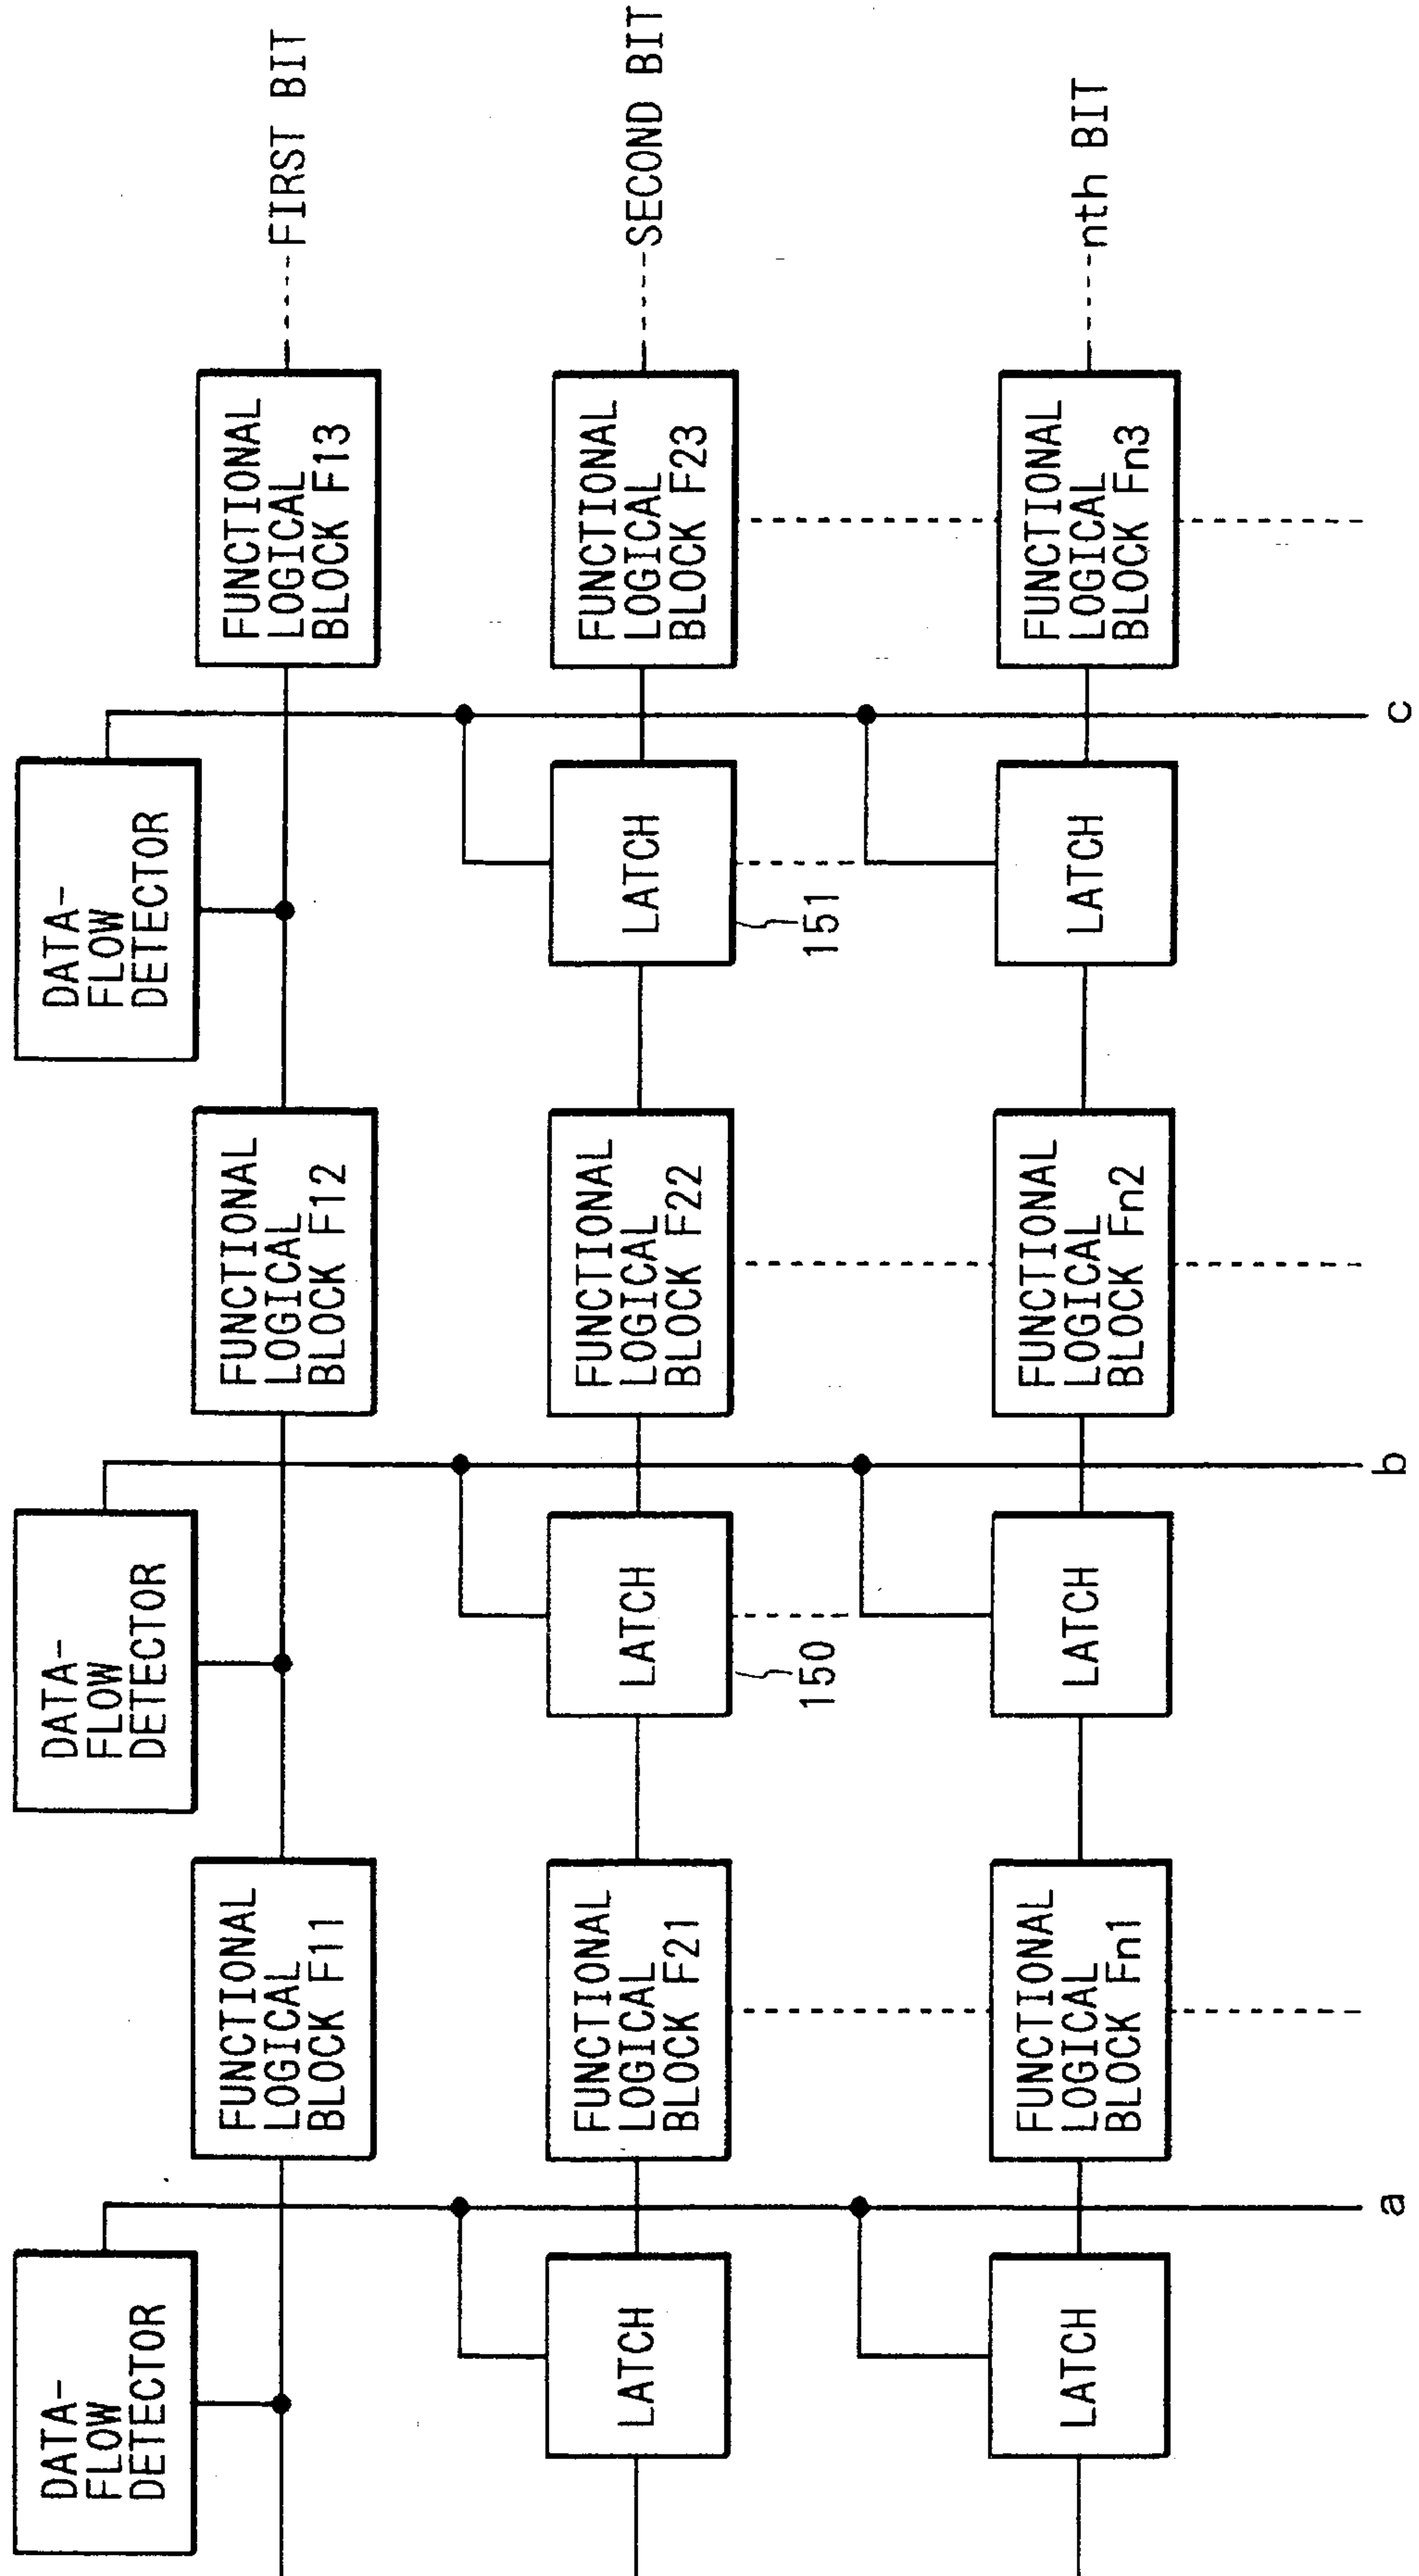 DATA-
FLOW
DETECTOR
DATA-
FLOW
DETECTOR
DATA-
FLOW
DETECTOR
FUNCTIONAL
LOGICAL
BLOCK F11
FUNCTIONAL
LOGICAL
BLOCK F12
FUNCTIONAL
LOGICAL
BLOCK F13
FIRST BIT
LATCH
FUNCTIONAL
LOGICAL
BLOCK F21
LATCH
FUNCTIONAL
LOGICAL
BLOCK F22
LATCH
FUNCTIONAL
LOGICAL
BLOCK F23
SECOND BIT
150
151
LATCH
FUNCTIONAL
LOGICAL
BLOCK Fn1
LATCH
FUNCTIONAL
LOGICAL
BLOCK Fn2
LATCH
FUNCTIONAL
LOGICAL
BLOCK Fn3
nth BIT
a
b
c